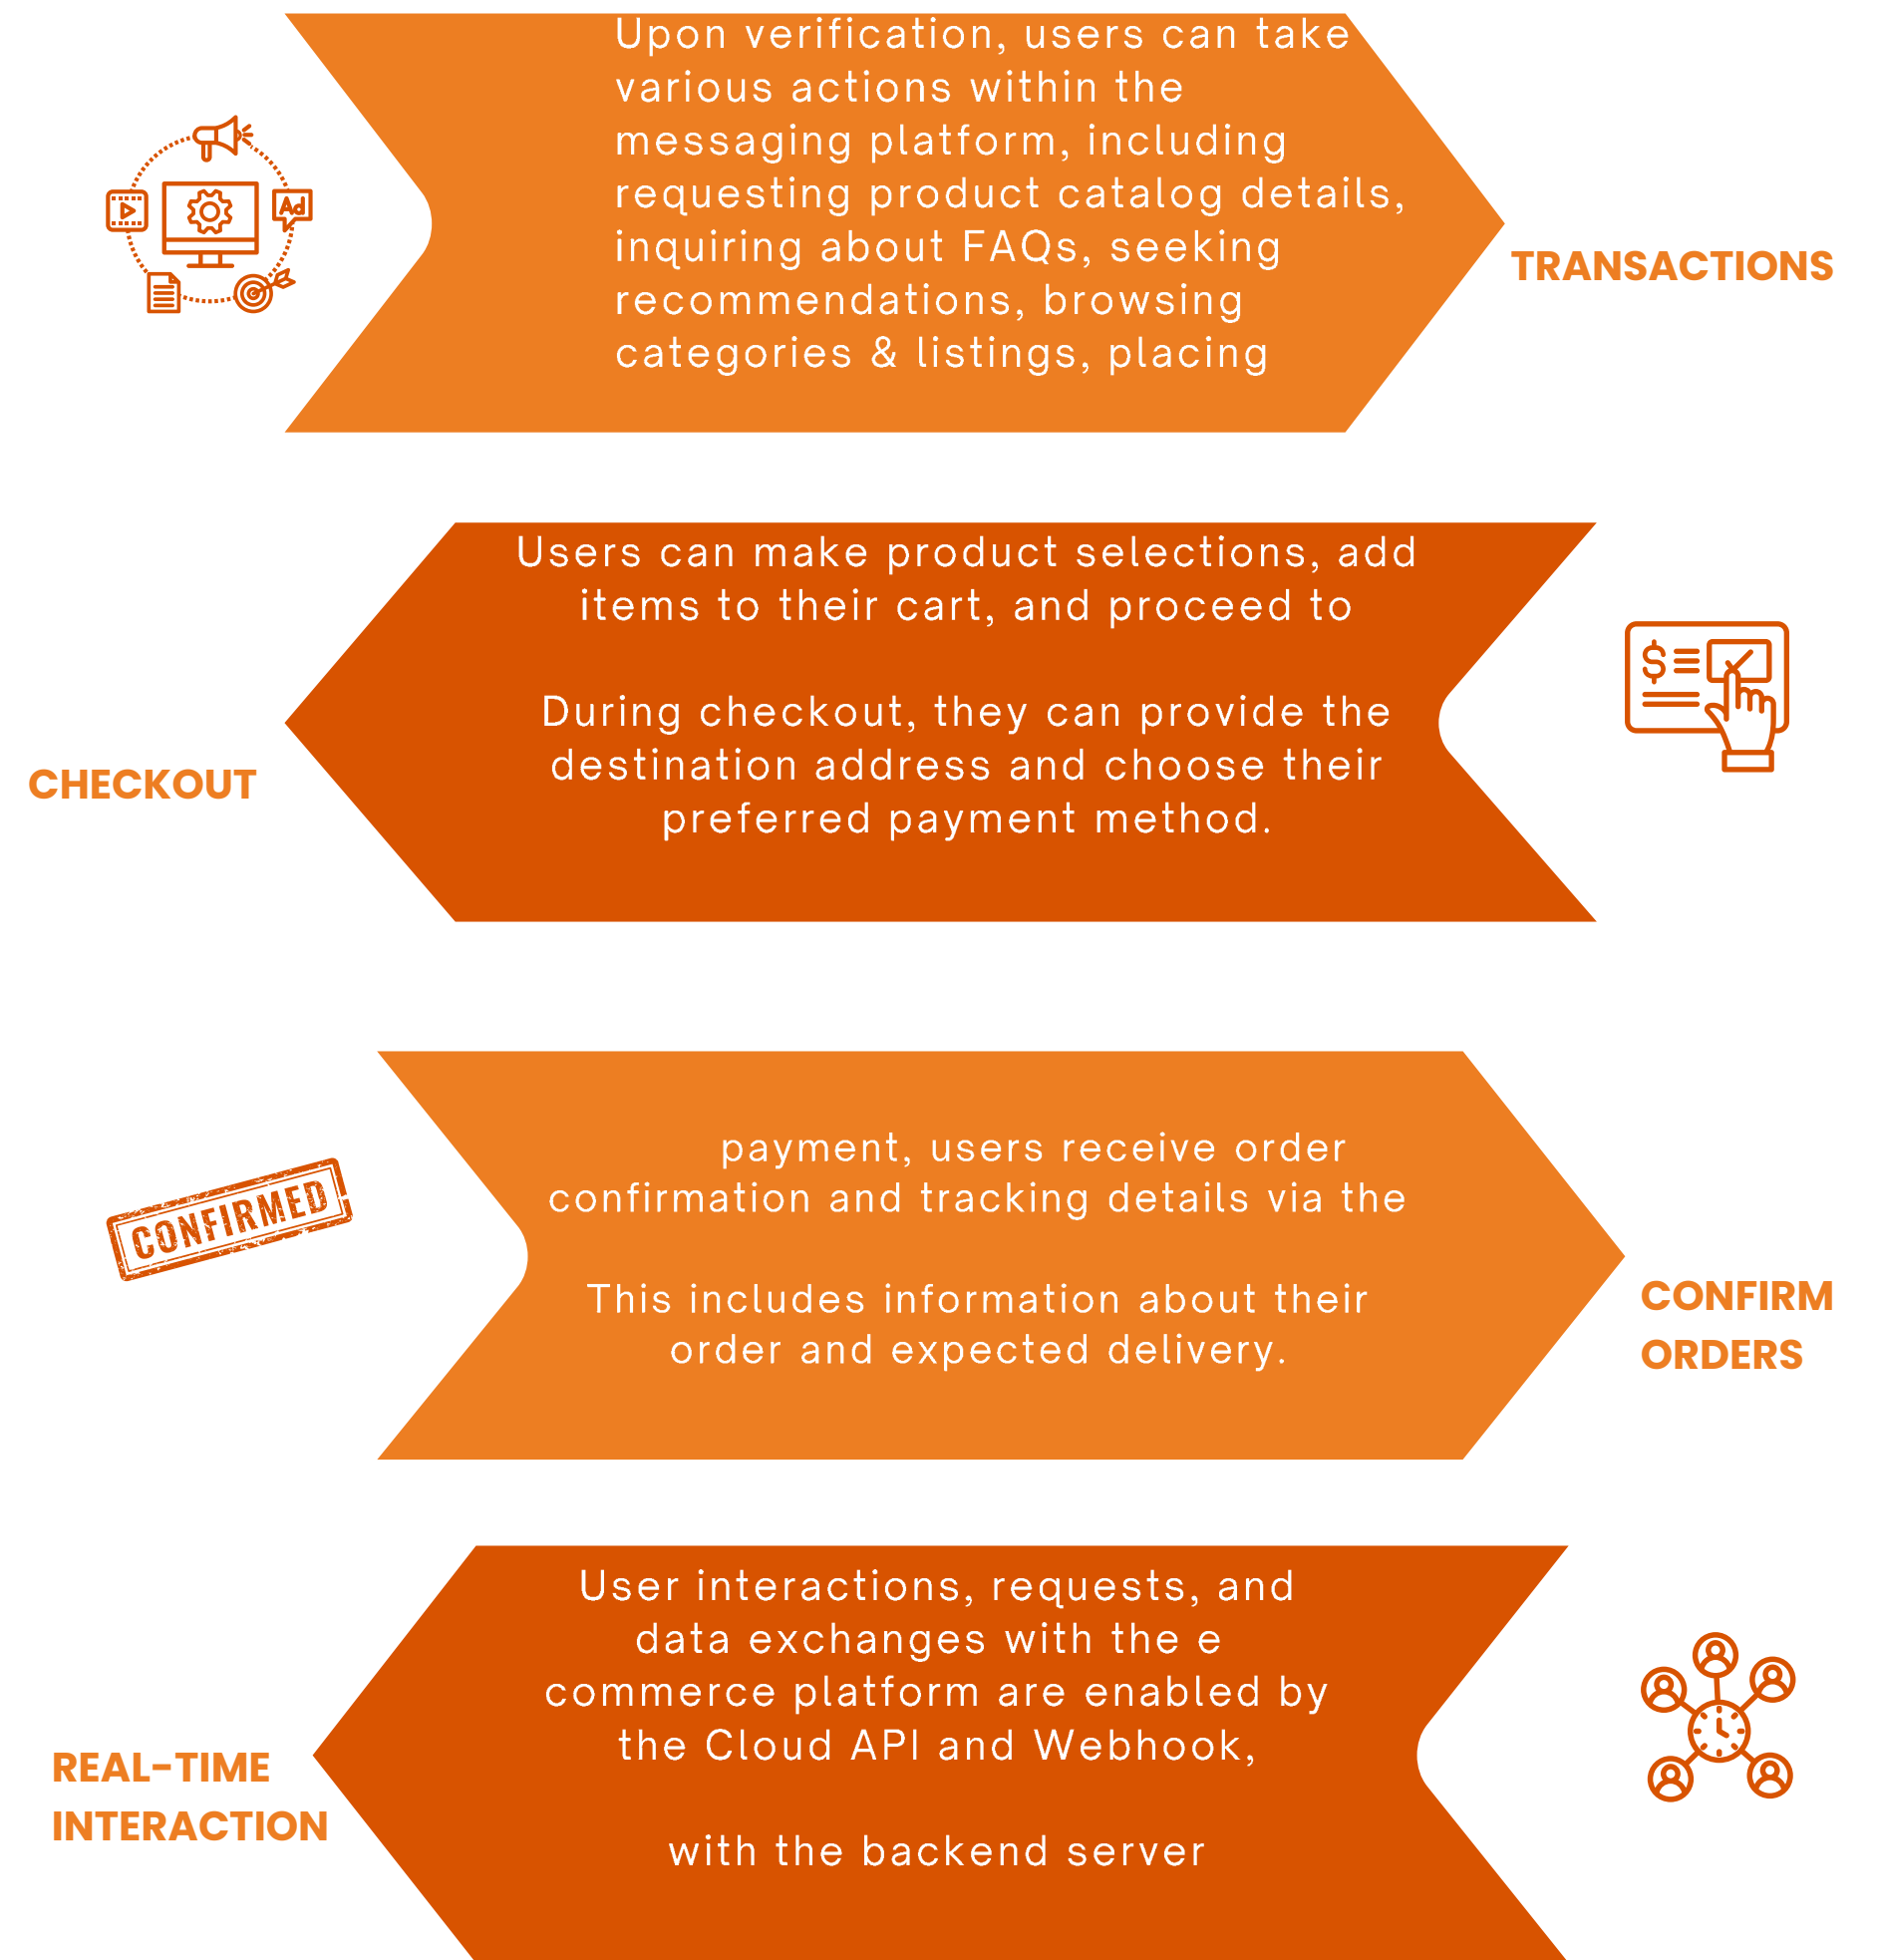 Upon verification, users can take
various actions within the
messaging platform, including
requesting product catalog details,
inquiring about FAQs, seeking
recommendations, browsing
categories & listings, placing
Ad
TRANSACTIONS
Users can make product selections, add
items to their cart, and proceed to
During checkout, they can provide the
destination address and choose their
preferred payment method.
$
CHECKOUT
payment, users receive order
confirmation and tracking details via the
This includes information about their
order and expected delivery.
CONFIRMED
CONFIRM
ORDERS
User interactions, requests, and
data exchanges with the e
commerce platform are enabled by
the Cloud API and Webhook,
with the backend server
REAL-TIME
INTERACTION